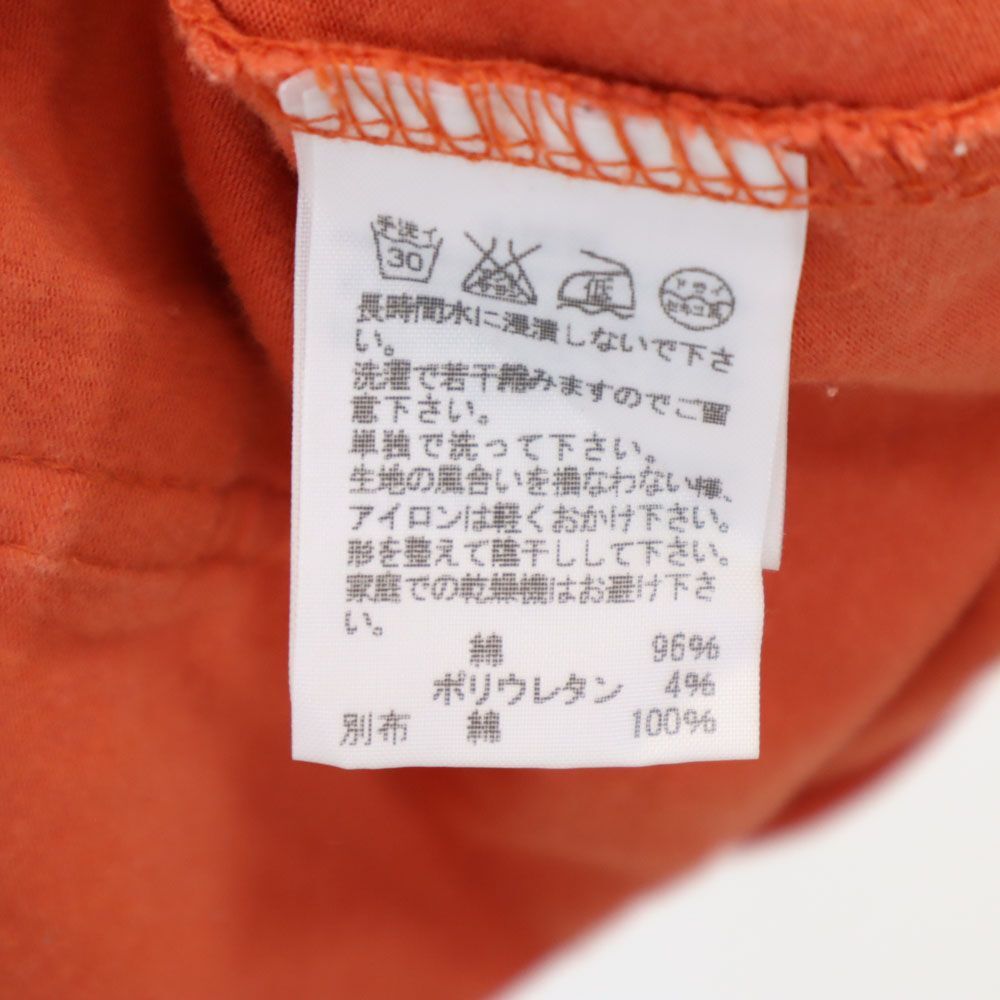 手洗イ
30
低
長時間水に浸漬しないで下さ
い。
洗濯で若干縮みますのでご留
意下さい。
単独で洗って下さい。
生地の風合いを損なわない様、
アイロンは軽くおかけ下さい。
形を整えて陰干しして下さい。
家庭での乾燥機はお避け下さ
い。
綿 96%
ポリウレタン 4%
別布 綿 100%